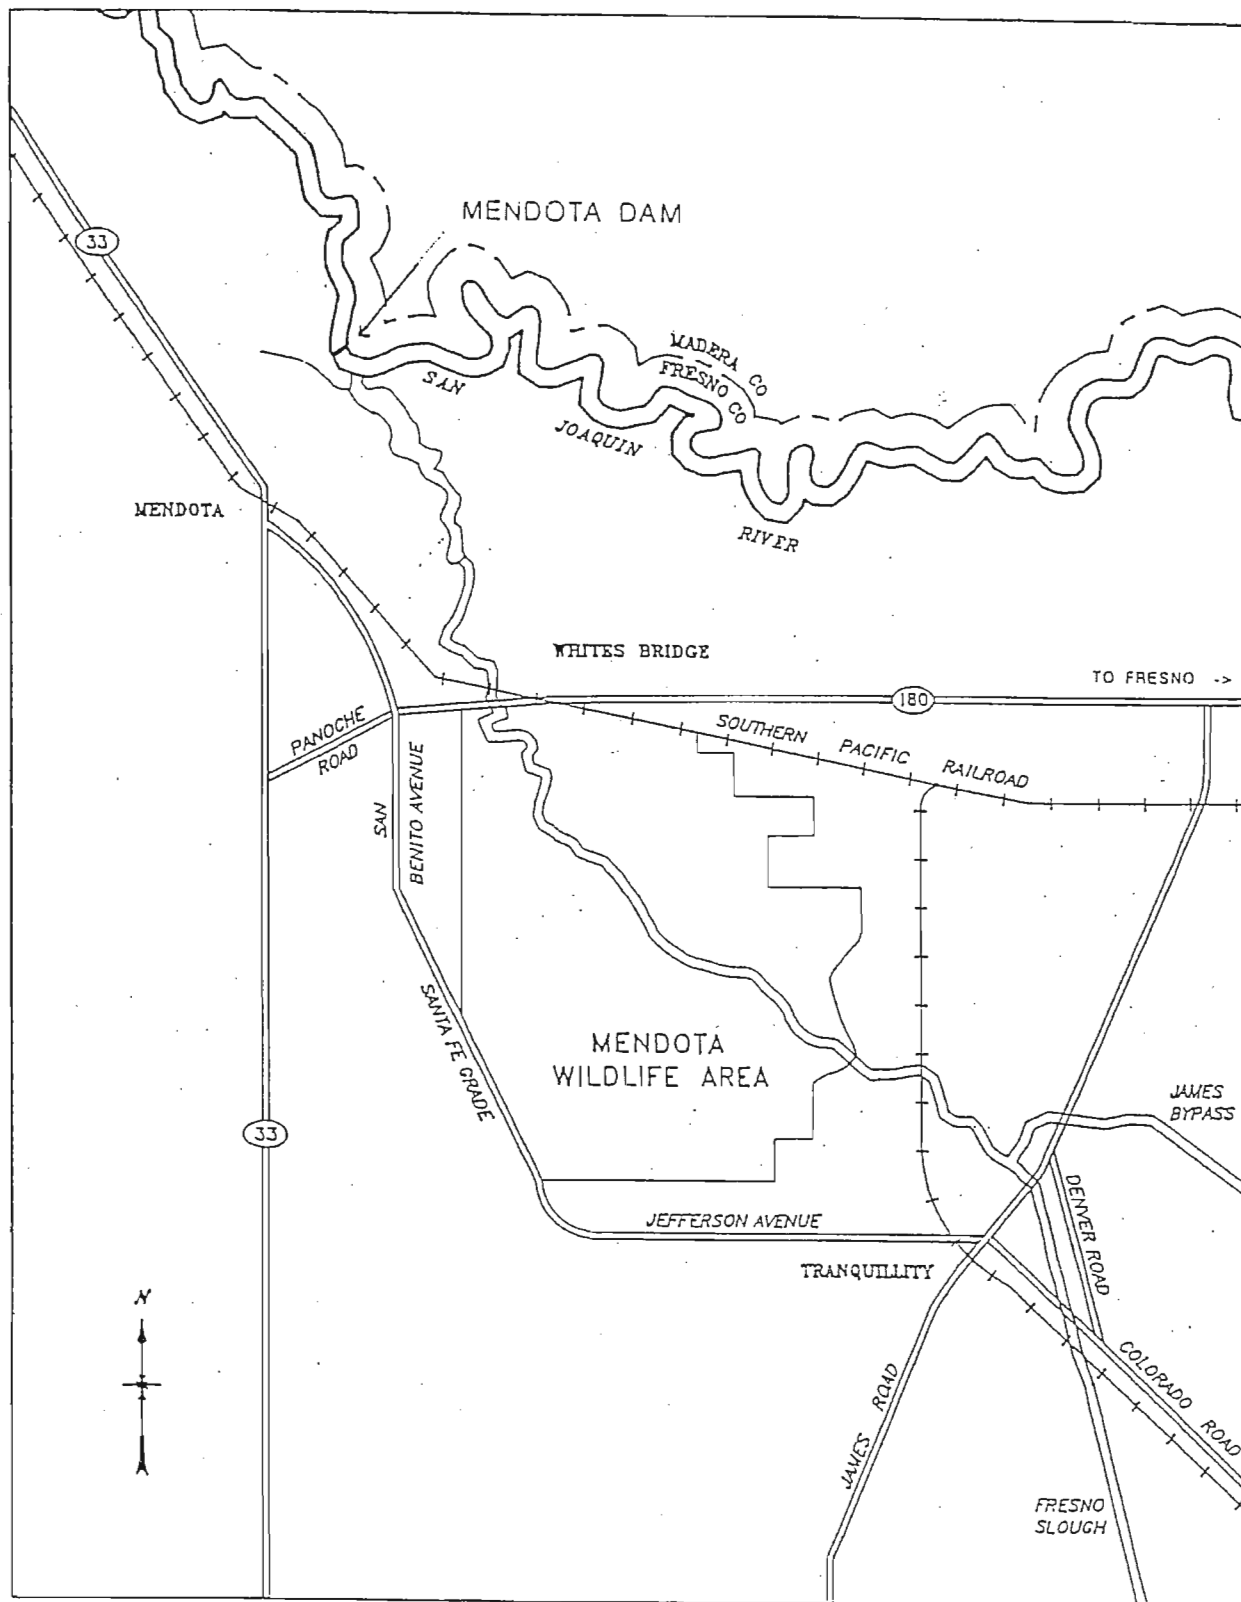 33
MENDOTA DAM
MADERA CO
FRESNO CO
SAN
JOAQUIN
RIVER
MENDOTA
WHITES BRIDGE
TO FRESNO ->
180
PANOCHE
ROAD
SOUTHERN PACIFIC RAILROAD
SAN
BENITO AVENUE
SANTA FE GRADE
MENDOTA
WILDLIFE AREA
JAMES
BYPASS
33
DENVER ROAD
JEFFERSON AVENUE
TRANQUILLITY
N
COLORADO ROAD
JAMES ROAD
FRESNO
SLOUGH